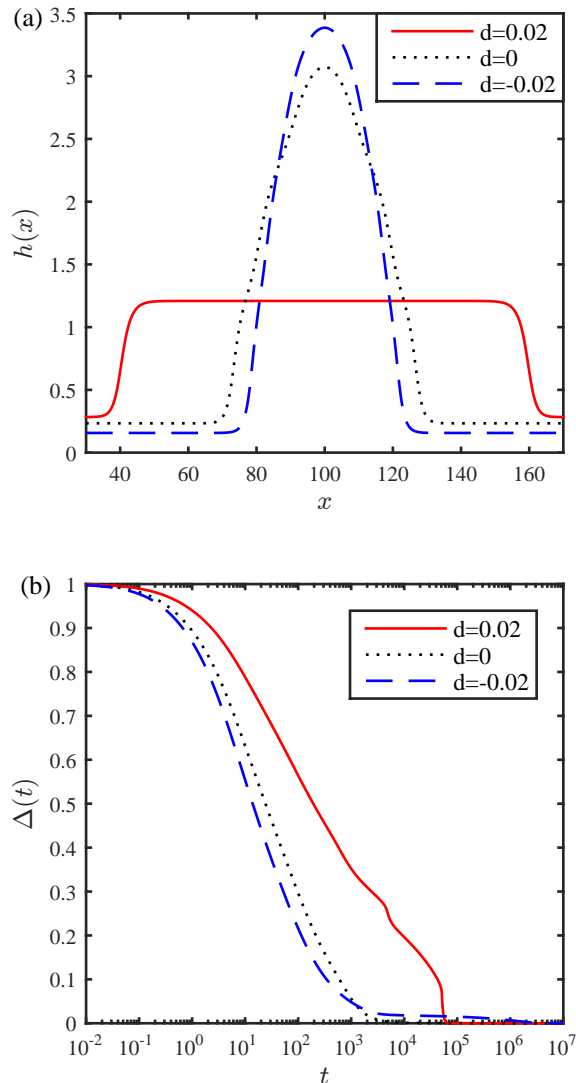 (a)
d=0.02
d=0
d=-0.02
3.5
3
2.5
2
1.5
1
0.5
0
h(x)
40 60 80 100 120 140 160
x
(b)
d=0.02
d=0
d=-0.02
1
0.9
0.8
0.7
0.6
0.5
0.4
0.3
0.2
0.1
0
Δ(t)
10⁻² 10⁻¹ 10⁰ 10¹ 10² 10³ 10⁴ 10⁵ 10⁶ 10⁷
t